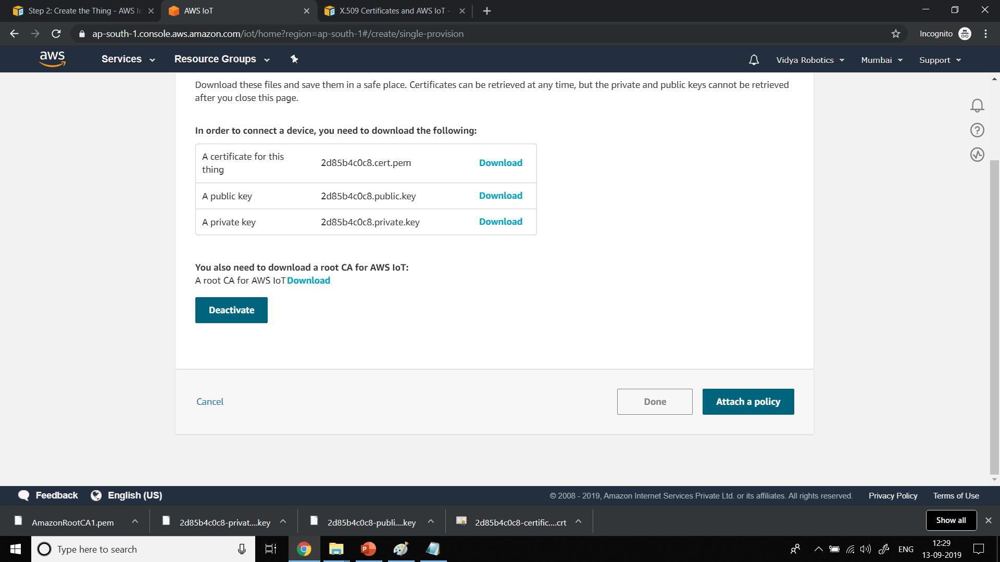 Step 2: Create the Thing - AWS Io
AWS IoT
X.509 Certificates and AWS IoT -
ap-south-1.console.aws.amazon.com/iot/home?region=ap-south-1#/create/single-provision
Incognito
aws
Services
Resource Groups
Vidya Robotics
Mumbai
Support
Download these files and save them in a safe place. Certificates can be retrieved at any time, but the private and public keys cannot be retrieved
after you close this page.
In order to connect a device, you need to download the following:
A certificate for this
thing
2d85b4c0c8.cert.pem
Download
A public key
2d85b4c0c8.public.key
Download
A private key
2d85b4c0c8.private.key
Download
You also need to download a root CA for AWS IoT:
A root CA for AWS IoT Download
Deactivate
Cancel
Done
Attach a policy
Feedback
English (US)
© 2008 - 2019, Amazon Internet Services Private Ltd. or its affiliates. All rights reserved.
Privacy Policy
Terms of Use
AmazonRootCA1.pem
2d85b4c0c8-privat....key
2d85b4c0c8-publi....key
2d85b4c0c8-certific....crt
Show all
Type here to search
ENG
12:29
13-09-2019